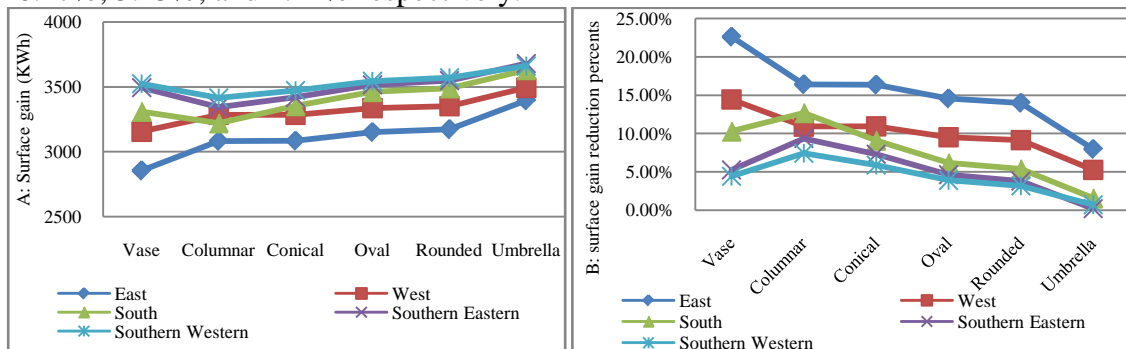 and respectively.
A: Surface gain (KWh)
4000
3500
3000
2500
Vase Columnar Conical Oval Rounded Umbrella
East West
South Southern Eastern
Southern Western
B: surface gain reduction percents
25.00%
20.00%
15.00%
10.00%
5.00%
0.00%
Vase Columnar Conical Oval Rounded Umbrella
East West
South Southern Eastern
Southern Western